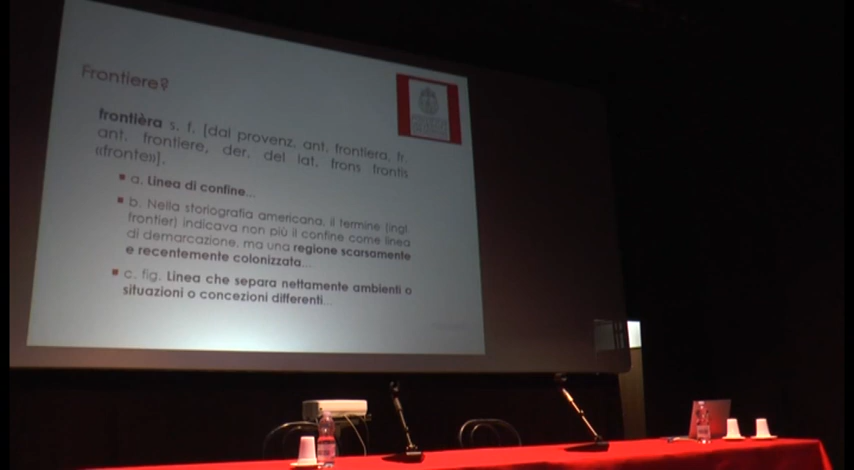 Frontiere?
frontièra s. f. [dal provenz. ant. frontiera, fr.
ant. frontiere, der. del lat. frons frontis
«fronte»].
a. Linea di confine...
b. Nella storiografia americana, il termine (ingl.
frontier) indicava non più il confine come linea
di demarcazione, ma una regione scarsamente
e recentemente colonizzata...
c. fig. Linea che separa nettamente ambienti o
situazioni o concezioni differenti...